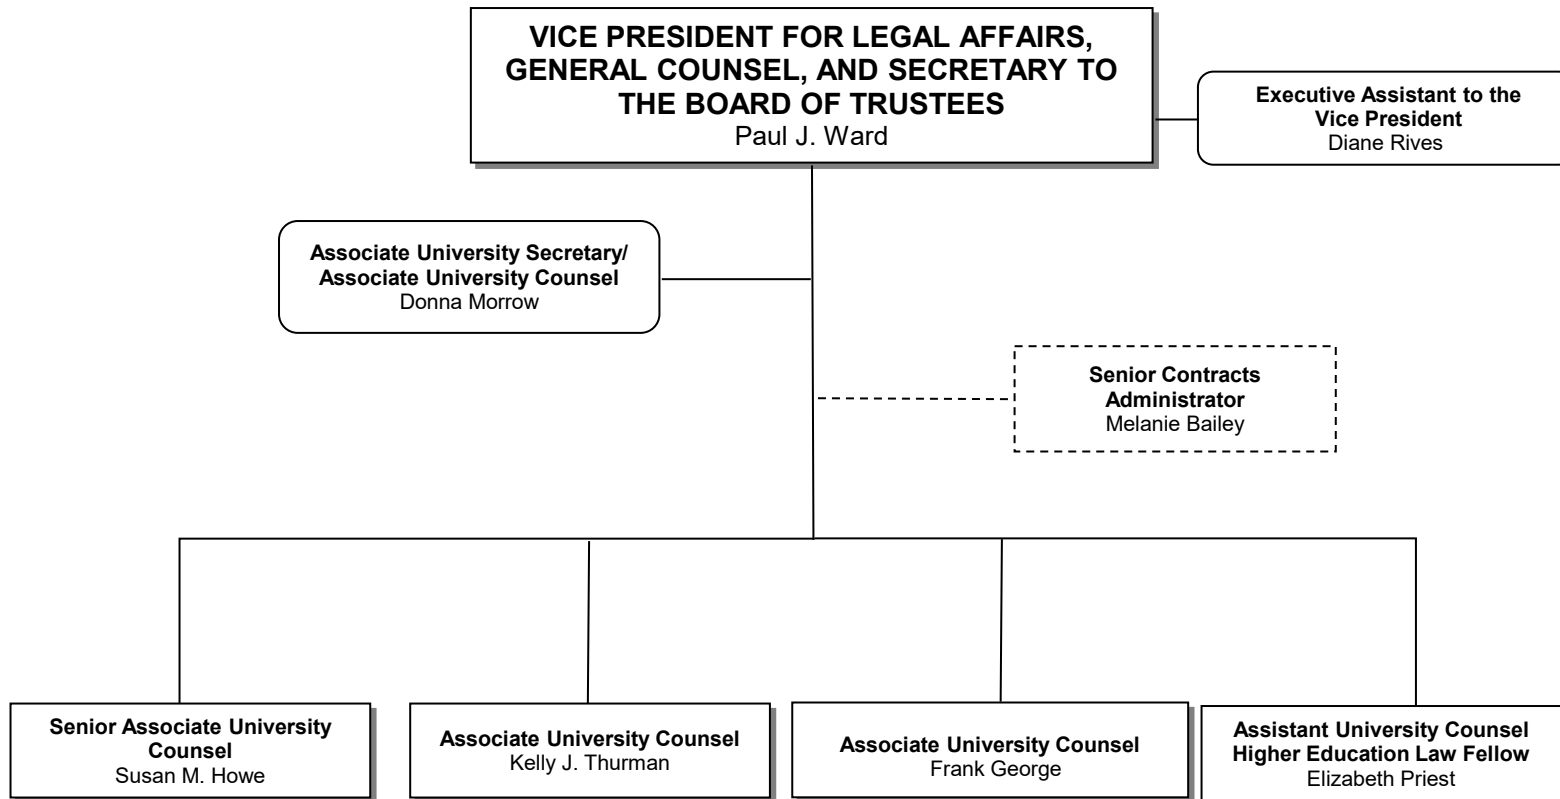 VICE PRESIDENT FOR LEGAL AFFAIRS,
GENERAL COUNSEL, AND SECRETARY TO
THE BOARD OF TRUSTEES
Paul J. Ward
Executive Assistant to the
Vice President
Diane Rives
Associate University Secretary/
Associate University Counsel
Donna Morrow
Senior Contracts
Administrator
Melanie Bailey
Senior Associate University
Counsel
Susan M. Howe
Associate University Counsel
Kelly J. Thurman
Associate University Counsel
Frank George
Assistant University Counsel
Higher Education Law Fellow
Elizabeth Priest